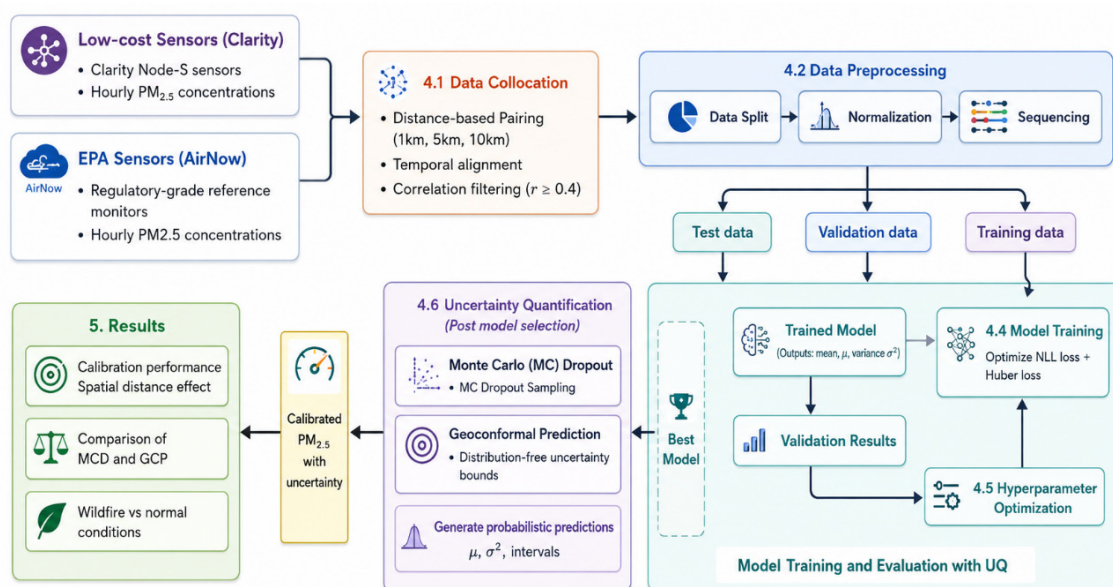 Low-cost Sensors (Clarity)
• Clarity Node-S sensors
• Hourly PM₂.₅ concentrations
EPA Sensors (AirNow)
AirNow
• Regulatory-grade reference
monitors
• Hourly PM2.5 concentrations
4.1 Data Collocation
• Distance-based Pairing
(1km, 5km, 10km)
• Temporal alignment
• Correlation filtering (r ≥ 0.4)
4.2 Data Preprocessing
Data Split
Normalization
Sequencing
Test data
Validation data
Training data
Trained Model
(Outputs: mean, μ, variance σ²)
4.4 Model Training
Optimize NLL loss +
Huber loss
Validation Results
4.5 Hyperparameter
Optimization
Best
Model
Model Training and Evaluation with UQ
4.6 Uncertainty Quantification
(Post model selection)
Monte Carlo (MC) Dropout
• MC Dropout Sampling
Geoconformal Prediction
• Distribution-free uncertainty
bounds
Generate probabilistic predictions
μ, σ², intervals
Calibrated
PM₂.₅
with
uncertainty
5. Results
Calibration performance
Spatial distance effect
Comparison of
MCD and GCP
Wildfire vs normal
conditions